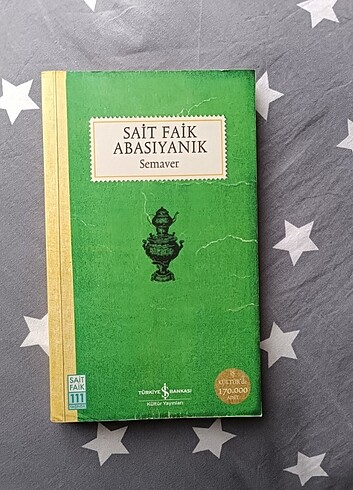 SAİT FAİK
ABASIYANIK
Semaver
SAİT
FAİK
111
TÜRKİYE İŞ BANKASI
Kültür Yayınları
170.000